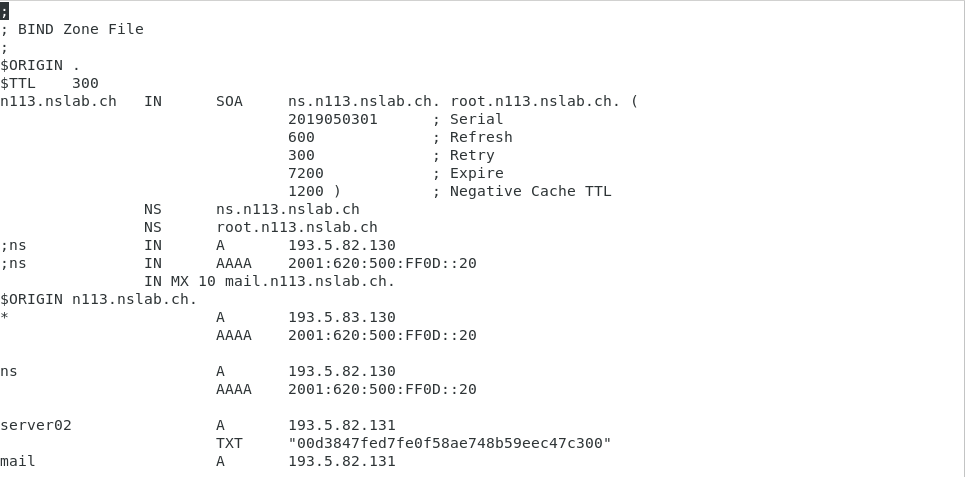 ;
; BIND Zone File
;
$ORIGIN .
$TTL    300
n113.nslab.ch   IN      SOA     ns.n113.nslab.ch. root.n113.nslab.ch. (
                                2019050301      ; Serial
                                600             ; Refresh
                                300             ; Retry
                                7200            ; Expire
                                1200 )          ; Negative Cache TTL
                NS      ns.n113.nslab.ch
                NS      root.n113.nslab.ch
;ns             IN      A       193.5.82.130
;ns             IN      AAAA    2001:620:500:FF0D::20
                IN MX 10 mail.n113.nslab.ch.
$ORIGIN n113.nslab.ch.
*                       A       193.5.83.130
                        AAAA    2001:620:500:FF0D::20

ns                      A       193.5.82.130
                        AAAA    2001:620:500:FF0D::20

server02                A       193.5.82.131
                        TXT     "00d3847fed7fe0f58ae748b59eec47c300"
mail                    A       193.5.82.131